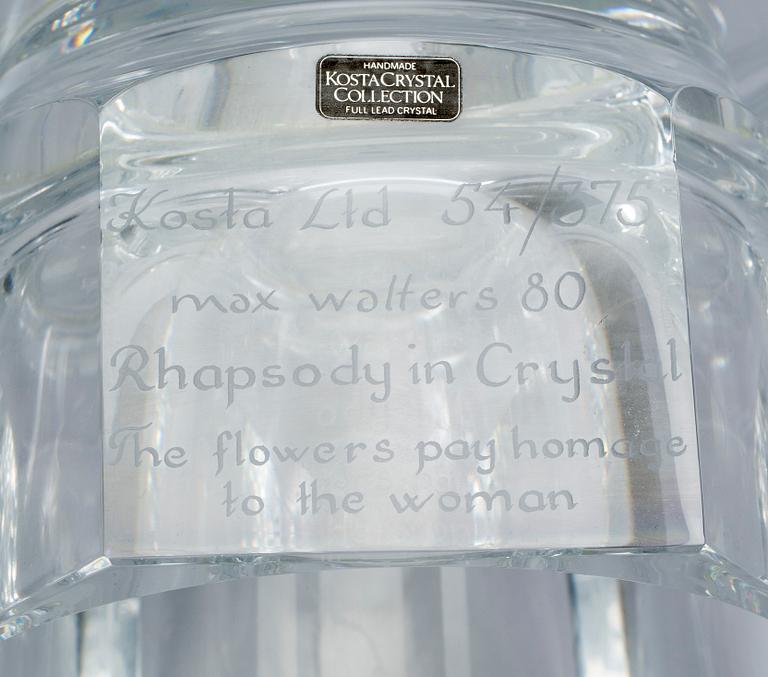 HANDMADE
KOSTA CRYSTAL
COLLECTION
FULL LEAD CRYSTAL
Kosta Ltd 54/375
max walters 80
Rhapsody in Crystal
The flowers pay homage
to the woman